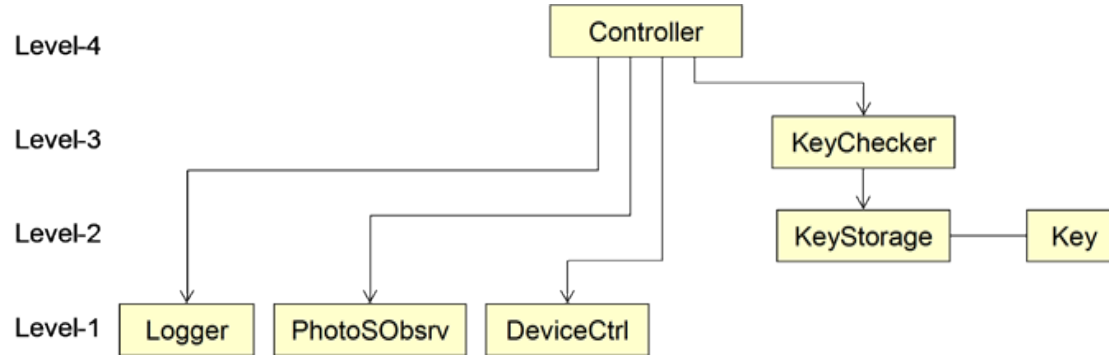 Level-4
Controller
Level-3
KeyChecker
Level-2
KeyStorage
Key
Level-1
Logger
PhotoSObsrv
DeviceCtrl